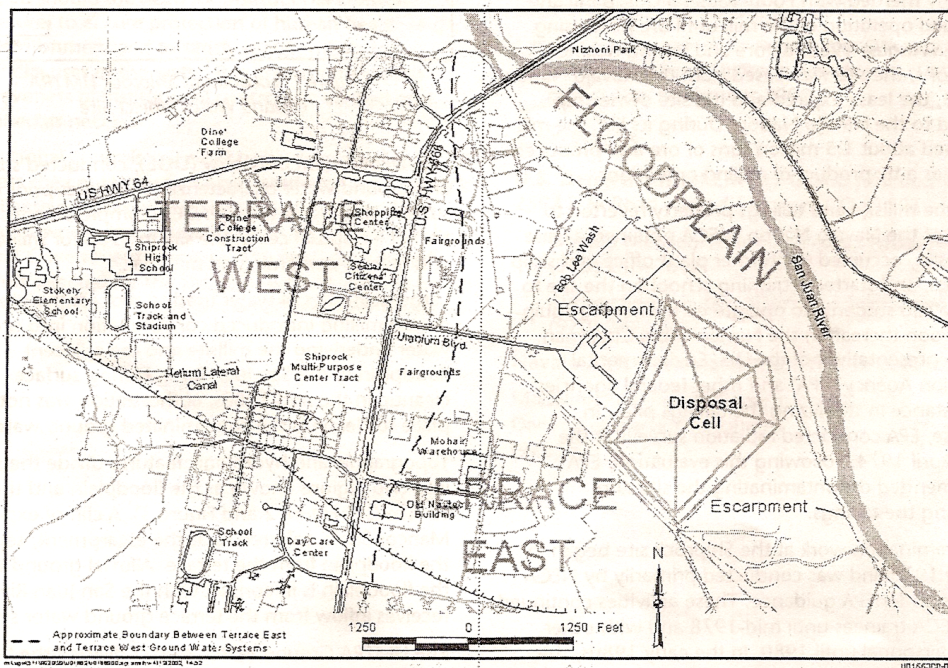 Nizhoni Park
FLOODPLAIN
Dine'
College
Farm
US HWY 64
US HWY 666
TERRACE
WEST
Dine'
College
Construction
Tract
Shopping
Center
Fairgrounds
Shiprock
High
School
Senior
Citizens
Center
Bob Lee Wash
San Juan River
Stokely
Elementary
School
School
Track and
Stadium
Escarpment
Uranium Blvd.
Helium Lateral
Canal
Shiprock
Multi-Purpose
Center Tract
Fairgrounds
Disposal
Cell
Mohair
Warehouse
TERRACE
EAST
Old Navtec
Building
Escarpment
School
Track
Day Care
Center
N
1250 0 1250 Feet
Approximate Boundary Between Terrace East
and Terrace West Ground Water Systems